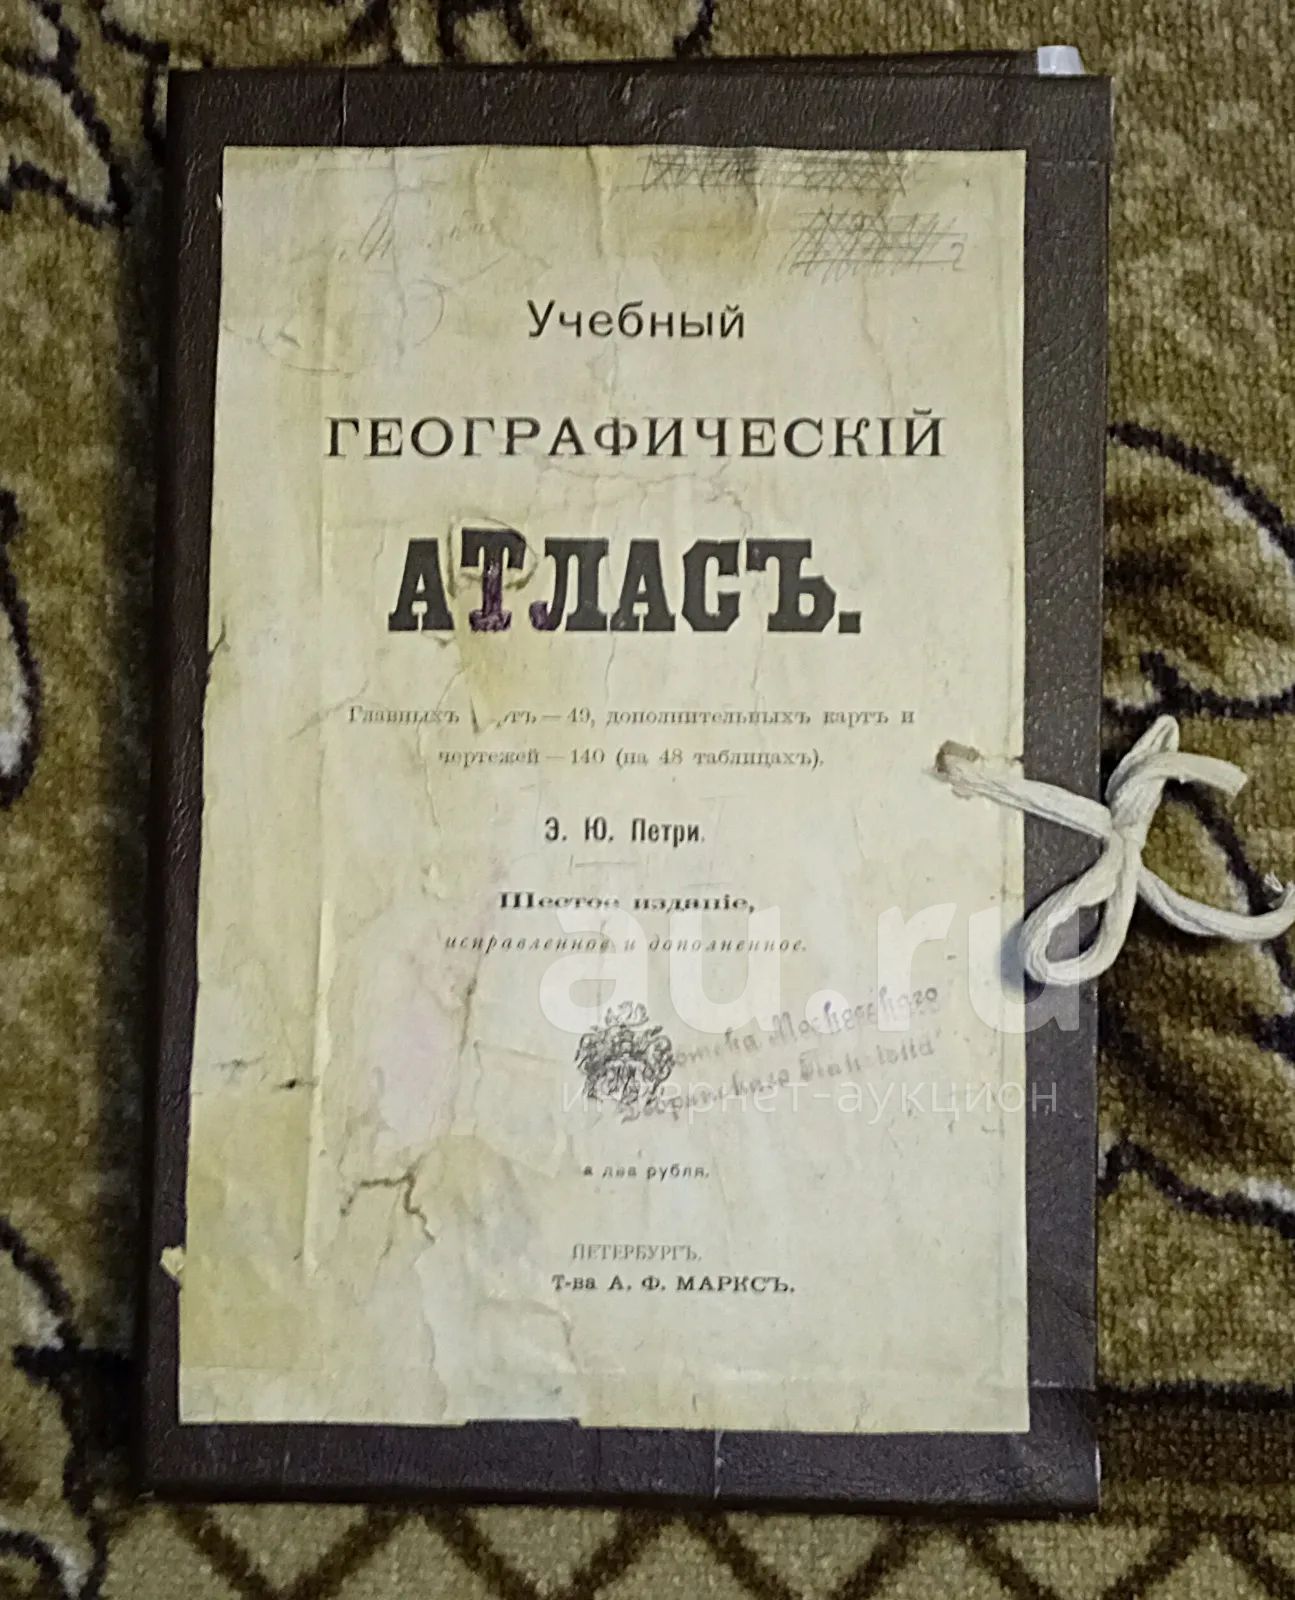 Учебный
ГЕОГРАФИЧЕСКІЙ
АТЛАСЪ.
Главныхъ — 49, дополнительныхъ картъ и
чертежей — 140 (на 48 таблицахъ).
Э. Ю. Петри.
Шестое изданіе,
исправленное и дополненное.
au.ru
Московскаго
интернет-аукцион
два рубля.
ПЕТЕРБУРГЪ.
Т-ва А. Ф. МАРКСЪ.